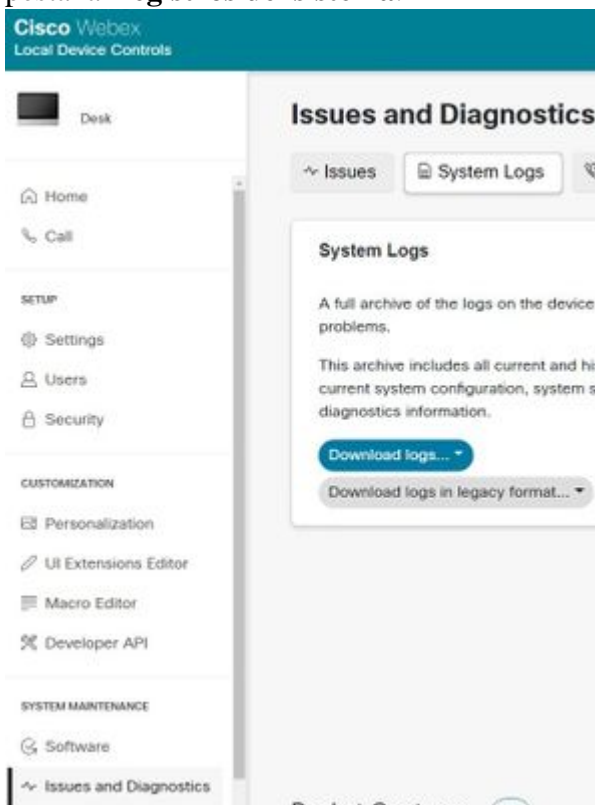 Cisco Webex
Local Device Controls
Desk
Home
Call
SETUP
Settings
Users
Security
CUSTOMIZATION
Personalization
UI Extensions Editor
Macro Editor
Developer API
SYSTEM MAINTENANCE
Software
Issues and Diagnostics
Issues and Diagnostics
Issues
System Logs
System Logs
A full archive of the logs on the device
problems.
This archive includes all current and hi
current system configuration, system s
diagnostics information.
Download logs...
Download logs in legacy format...